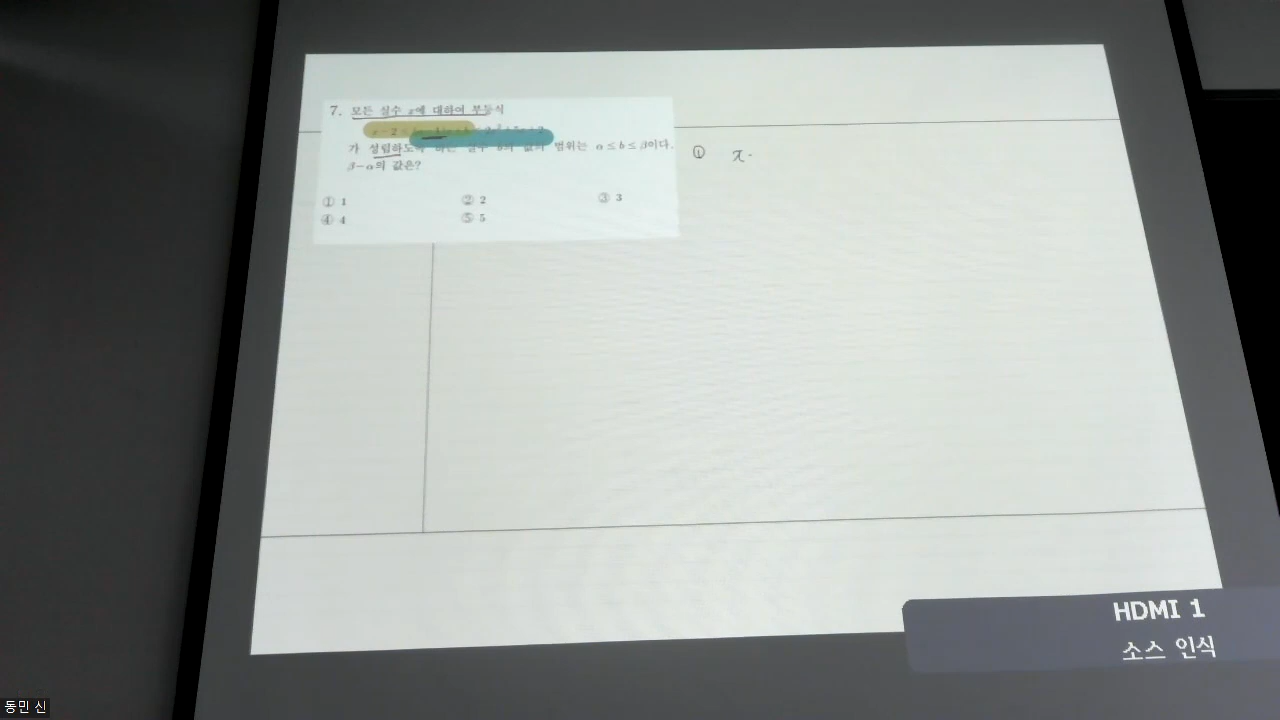 7. 모든 실수 x에 대하여 부등식
가 성립하도록 하는 실수 b의 값의 범위는 α ≤ b ≤ β이다.
β-α의 값은?
① 1 ② 2 ③ 3
④ 4 ⑤ 5
①
HDMI 1
소스 인식
동민 신